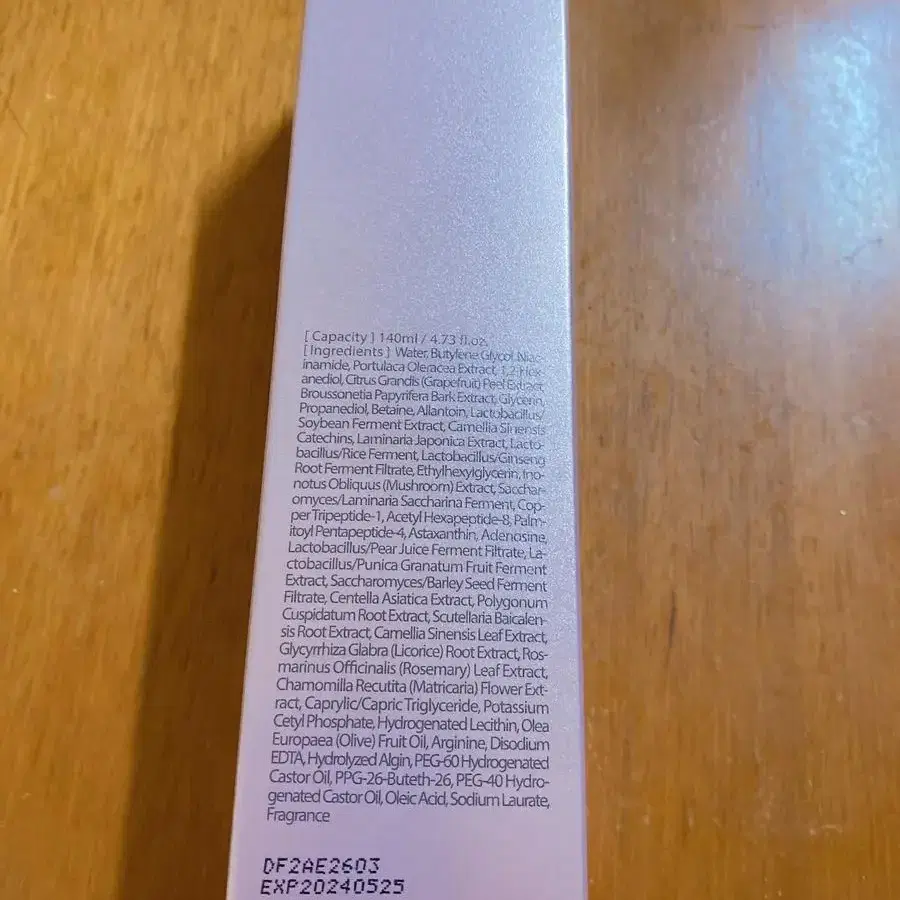 [ Capacity ] 140ml / 4.73 fl.oz.
[ Ingredients ] Water, Butylene Glycol, Niac-
inamide, Portulaca Oleracea Extract, 1,2-Hex-
anediol, Citrus Grandis (Grapefruit) Peel Extract,
Broussonetia Papyrifera Bark Extract, Glycerin,
Propanediol, Betaine, Allantoin, Lactobacillus/
Soybean Ferment Extract, Camellia Sinensis
Catechins, Laminaria Japonica Extract, Lacto-
bacillus/Rice Ferment, Lactobacillus/Ginseng
Root Ferment Filtrate, Ethylhexylglycerin, Ino-
notus Obliquus (Mushroom) Extract, Sacchar-
omyces/Laminaria Saccharina Ferment, Cop-
per Tripeptide-1, Acetyl Hexapeptide-8, Palm-
itoyl Pentapeptide-4, Astaxanthin, Adenosine,
Lactobacillus/Pear Juice Ferment Filtrate, La-
ctobacillus/Punica Granatum Fruit Ferment
Extract, Saccharomyces/Barley Seed Ferment
Filtrate, Centella Asiatica Extract, Polygonum
Cuspidatum Root Extract, Scutellaria Baicalen-
sis Root Extract, Camellia Sinensis Leaf Extract,
Glycyrrhiza Glabra (Licorice) Root Extract, Ros-
marinus Officinalis (Rosemary) Leaf Extract,
Chamomilla Recutita (Matricaria) Flower Ext-
ract, Caprylic/Capric Triglyceride, Potassium
Cetyl Phosphate, Hydrogenated Lecithin, Olea
Europaea (Olive) Fruit Oil, Arginine, Disodium
EDTA, Hydrolyzed Algin, PEG-60 Hydrogenated
Castor Oil, PPG-26-Buteth-26, PEG-40 Hydro-
genated Castor Oil, Oleic Acid, Sodium Laurate,
Fragrance
DF2AE2603
EXP20240525